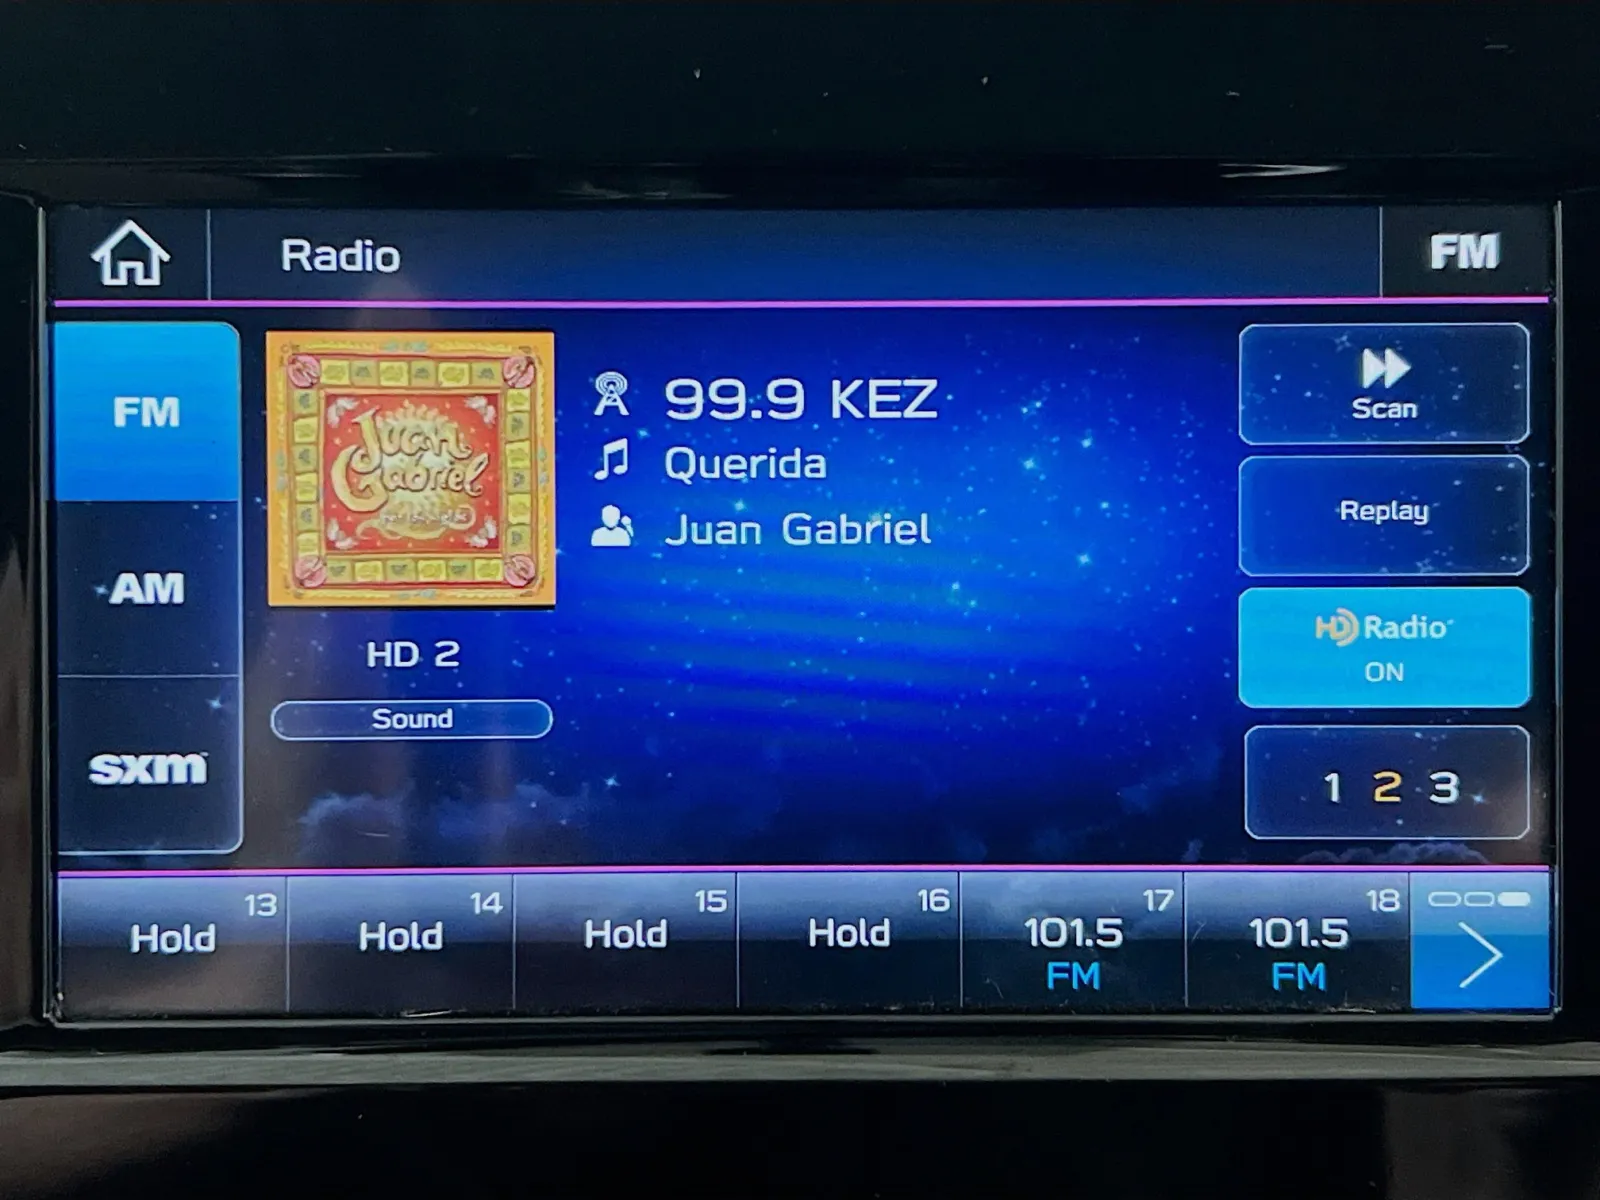 Radio
FM
FM
AM
sxm
Juan
Gabriel
HD 2
Sound
99.9 KEZ
Querida
Juan Gabriel
Scan
Replay
HD Radio
ON
1 2 3
13
Hold
14
Hold
15
Hold
16
Hold
17
101.5
FM
18
101.5
FM